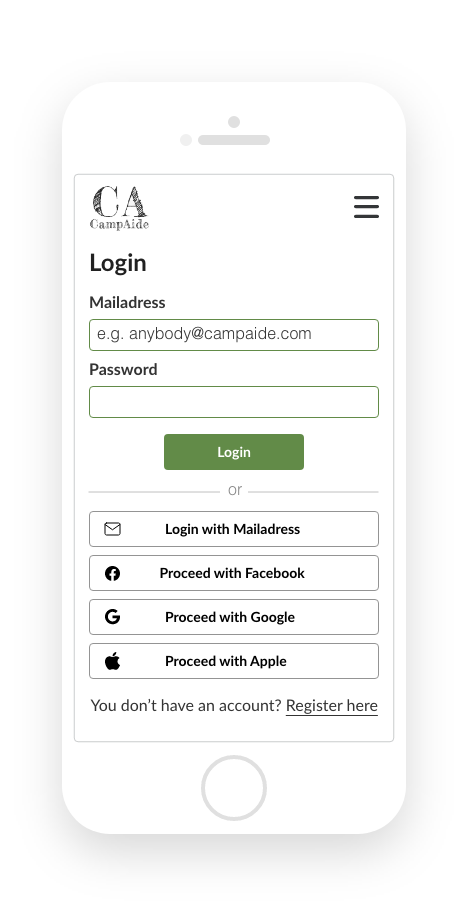 CA
CampAide
Login
Mailadress
e.g. anybody@campaide.com
Password
Login
or
Login with Mailadress
Proceed with Facebook
Proceed with Google
Proceed with Apple
You don't have an account? Register here